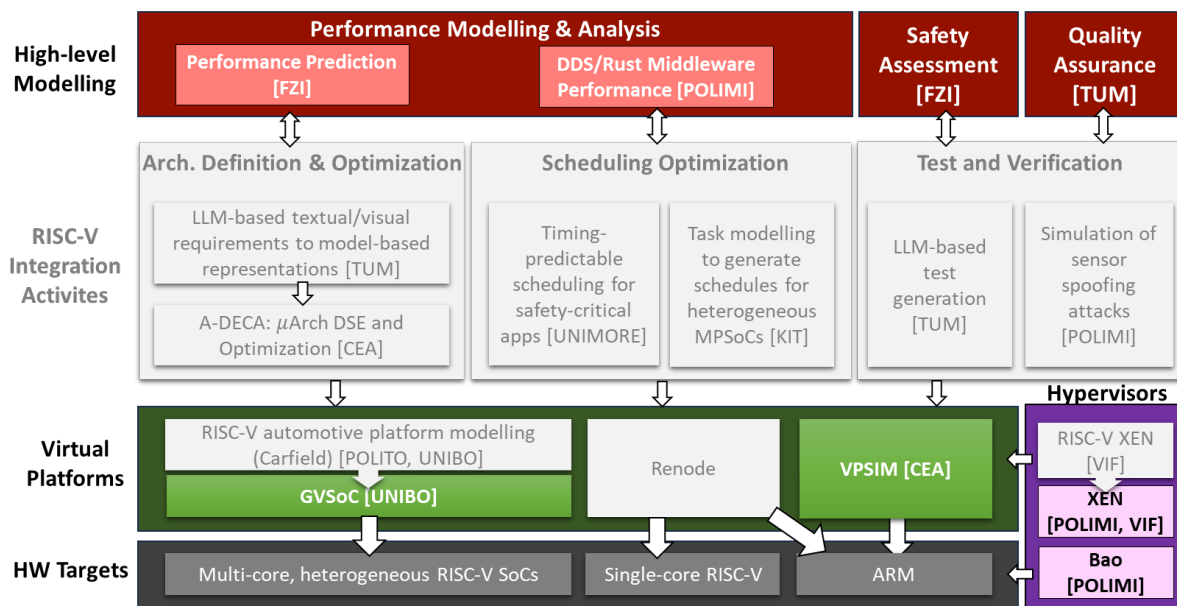 High-level
Modelling
Performance Modelling & Analysis
Performance Prediction
[FZI]
DDS/Rust Middleware
Performance [POLIMI]
Safety
Assessment
[FZI]
Quality
Assurance
[TUM]
RISC-V
Integration
Activites
Arch. Definition & Optimization
LLM-based textual/visual
requirements to model-based
representations [TUM]
A-DECA: μArch DSE and
Optimization [CEA]
Scheduling Optimization
Timing-
predictable
scheduling for
safety-critical
apps [UNIMORE]
Task modelling
to generate
schedules for
heterogeneous
MPSoCs [KIT]
Test and Verification
LLM-based
test
generation
[TUM]
Simulation of
sensor
spoofing
attacks
[POLIMI]
Virtual
Platforms
RISC-V automotive platform modelling
(Carfield) [POLITO, UNIBO]
GVSoC [UNIBO]
Renode
VPSIM [CEA]
Hypervisors
RISC-V XEN
[VIF]
XEN
[POLIMI, VIF]
Bao
[POLIMI]
HW Targets
Multi-core, heterogeneous RISC-V SoCs
Single-core RISC-V
ARM